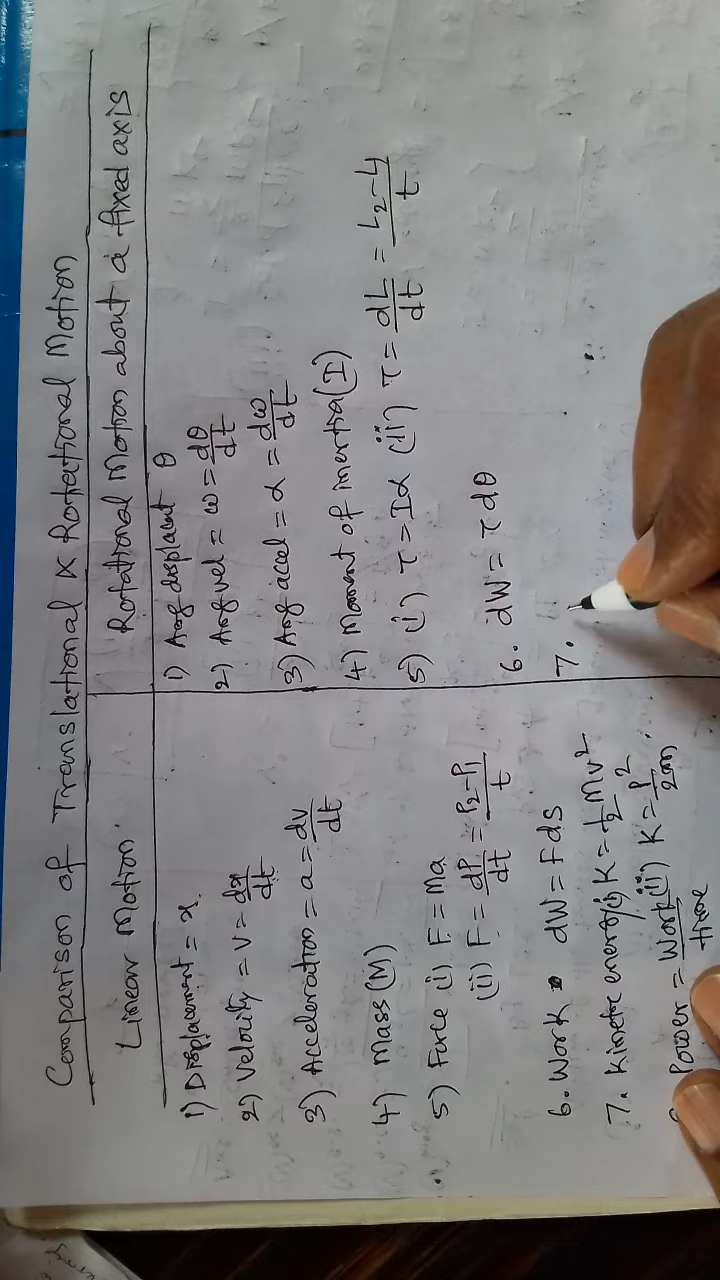 Comparison of Translational & Rotational Motion
Linear Motion.
1) Displacement = x.
2) Velocity = v = dx/dt
3) Acceleration = a = dv/dt
4) Mass (M)
5) Force (i) F = Ma
(ii) F = dP/dt = P2-P1/t
6. Work dW = Fds
7. Kinetic energy (i) K = 1/2 Mv²
(ii) K = P²/2m.
Power = Work/time
Rotational Motion about a fixed axis
1) Ang displacnt θ
2) Ang vel = ω = dθ/dt
3) Ang accel = α = dω/dt
4) Moment of inertia (I)
5) (i) τ = Iα (ii) τ = dL/dt = L2-L1/t
6. dW = τ dθ
7.